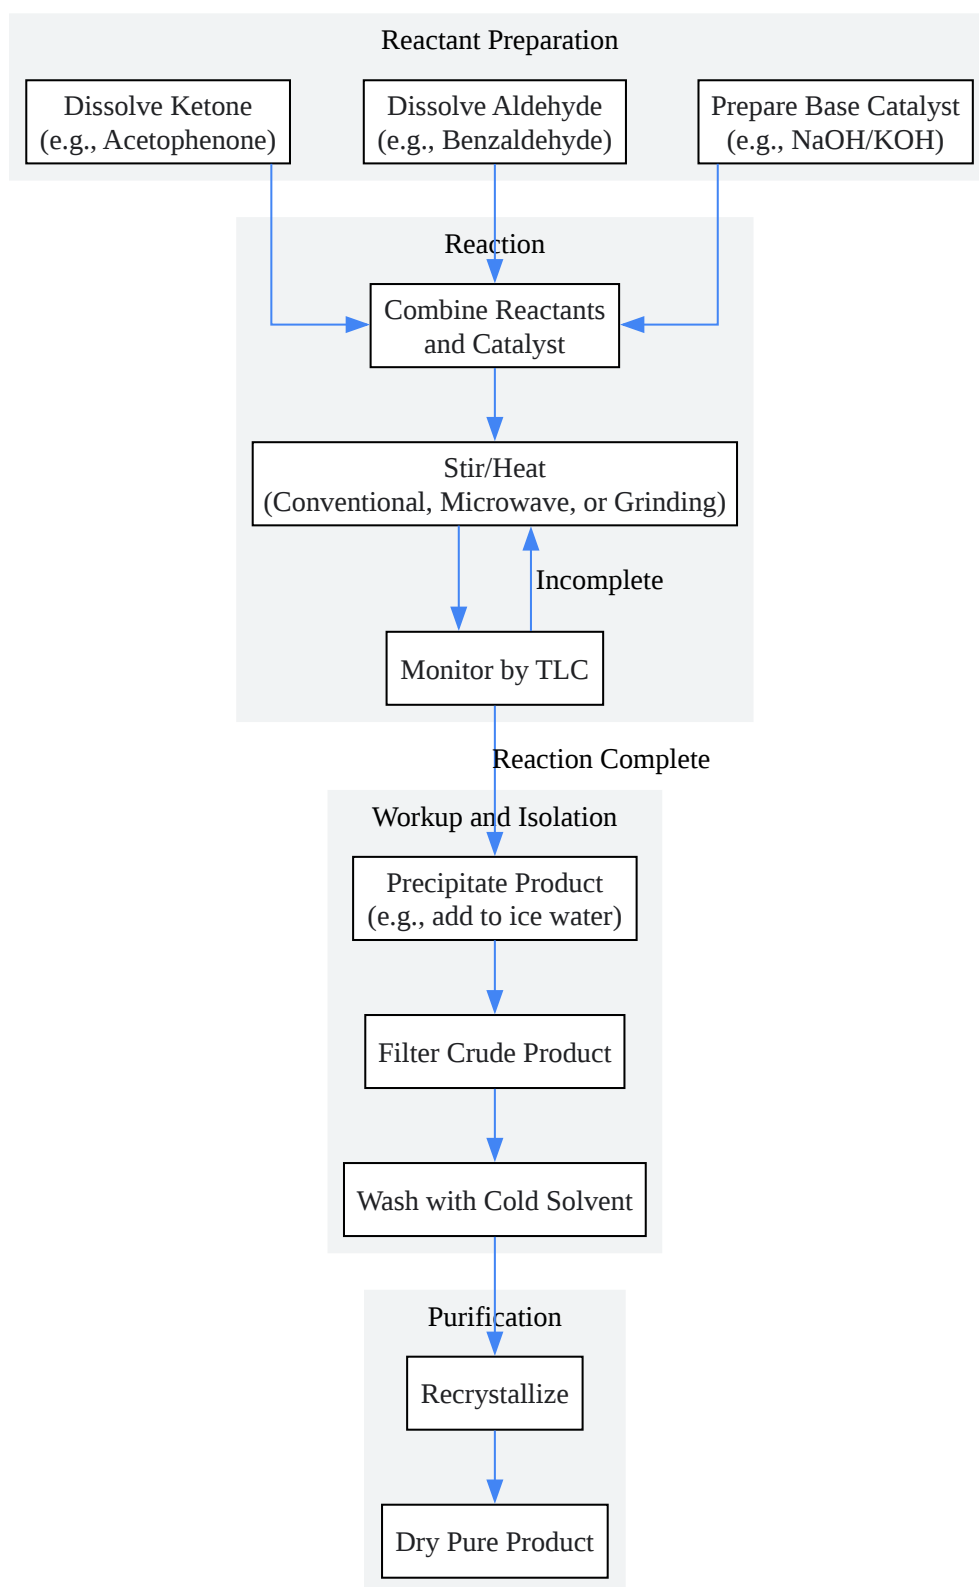 Reactant Preparation
Dissolve Ketone
(e.g., Acetophenone)
Dissolve Aldehyde
(e.g., Benzaldehyde)
Prepare Base Catalyst
(e.g., NaOH/KOH)
Reaction
Combine Reactants
and Catalyst
Stir/Heat
(Conventional, Microwave, or Grinding)
Incomplete
Monitor by TLC
Reaction Complete
Workup and Isolation
Precipitate Product
(e.g., add to ice water)
Filter Crude Product
Wash with Cold Solvent
Purification
Recrystallize
Dry Pure Product